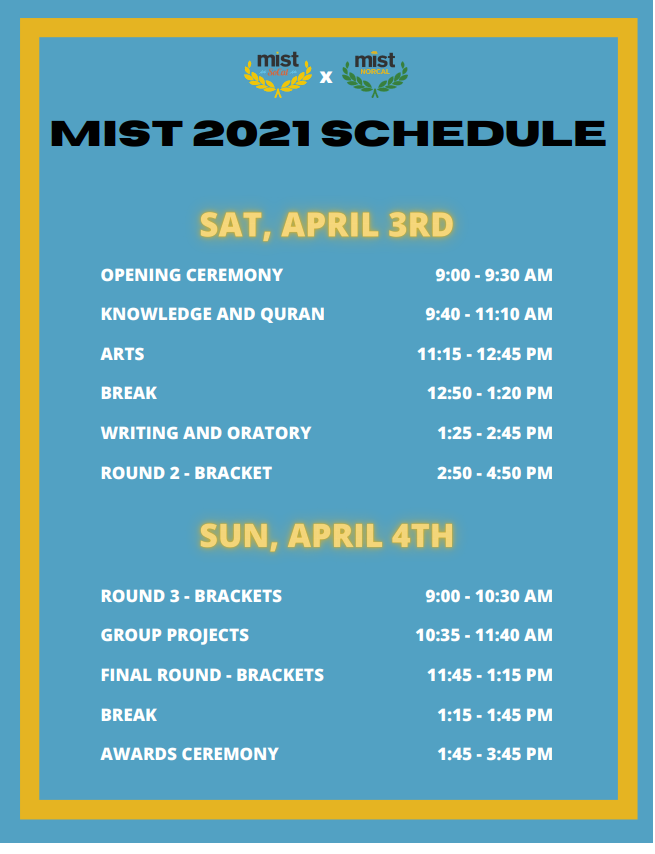 mist
x
mist
NORCAL
MIST 2021 SCHEDULE
SAT, APRIL 3RD
OPENING CEREMONY 9:00 - 9:30 AM
KNOWLEDGE AND QURAN 9:40 - 11:10 AM
ARTS 11:15 - 12:45 PM
BREAK 12:50 - 1:20 PM
WRITING AND ORATORY 1:25 - 2:45 PM
ROUND 2 - BRACKET 2:50 - 4:50 PM
SUN, APRIL 4TH
ROUND 3 - BRACKETS 9:00 - 10:30 AM
GROUP PROJECTS 10:35 - 11:40 AM
FINAL ROUND - BRACKETS 11:45 - 1:15 PM
BREAK 1:15 - 1:45 PM
AWARDS CEREMONY 1:45 - 3:45 PM